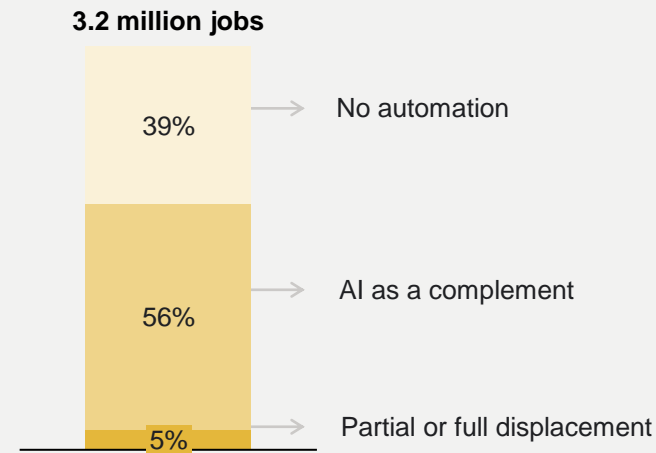 3.2 million jobs
39%
No automation
56%
AI as a complement
5%
Partial or full displacement